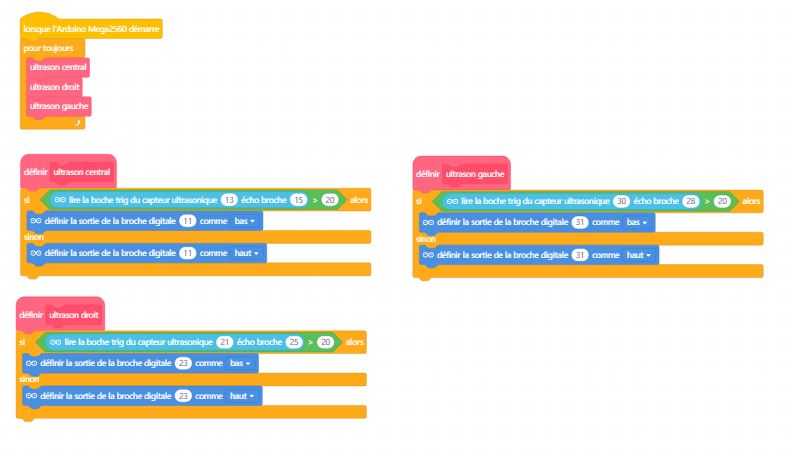 lorsque l'Arduino Mega2560 démarre
pour toujours
ultrason central
ultrason droit
ultrason gauche
définir ultrason central
si lire la boche trig du capteur ultrasonique 13 écho broche 15 > 20 alors
définir la sortie de la broche digitale 11 comme bas
sinon
définir la sortie de la broche digitale 11 comme haut
définir ultrason gauche
si lire la boche trig du capteur ultrasonique 30 écho broche 28 > 20 alors
définir la sortie de la broche digitale 31 comme bas
sinon
définir la sortie de la broche digitale 31 comme haut
définir ultrason droit
si lire la boche trig du capteur ultrasonique 21 écho broche 25 > 20 alors
définir la sortie de la broche digitale 23 comme bas
sinon
définir la sortie de la broche digitale 23 comme haut